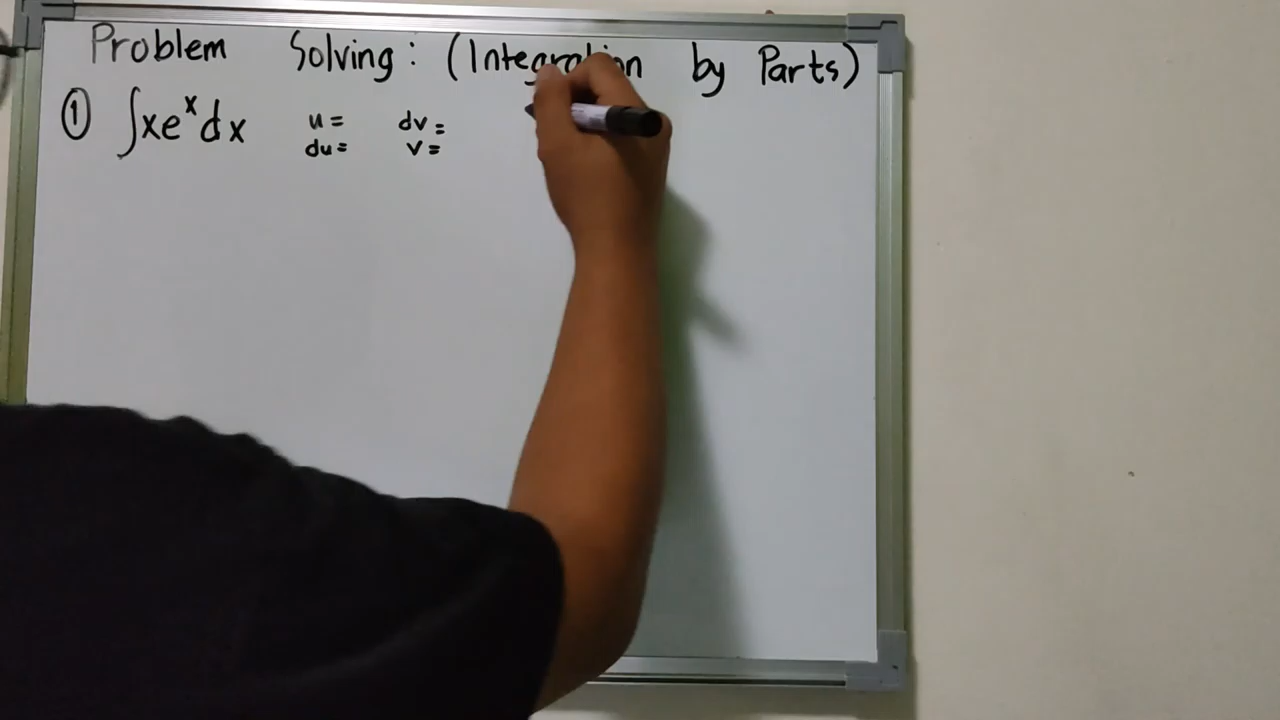 Problem Solving: (Integration by Parts)
① ∫xeˣdx u= dv=
du= v=